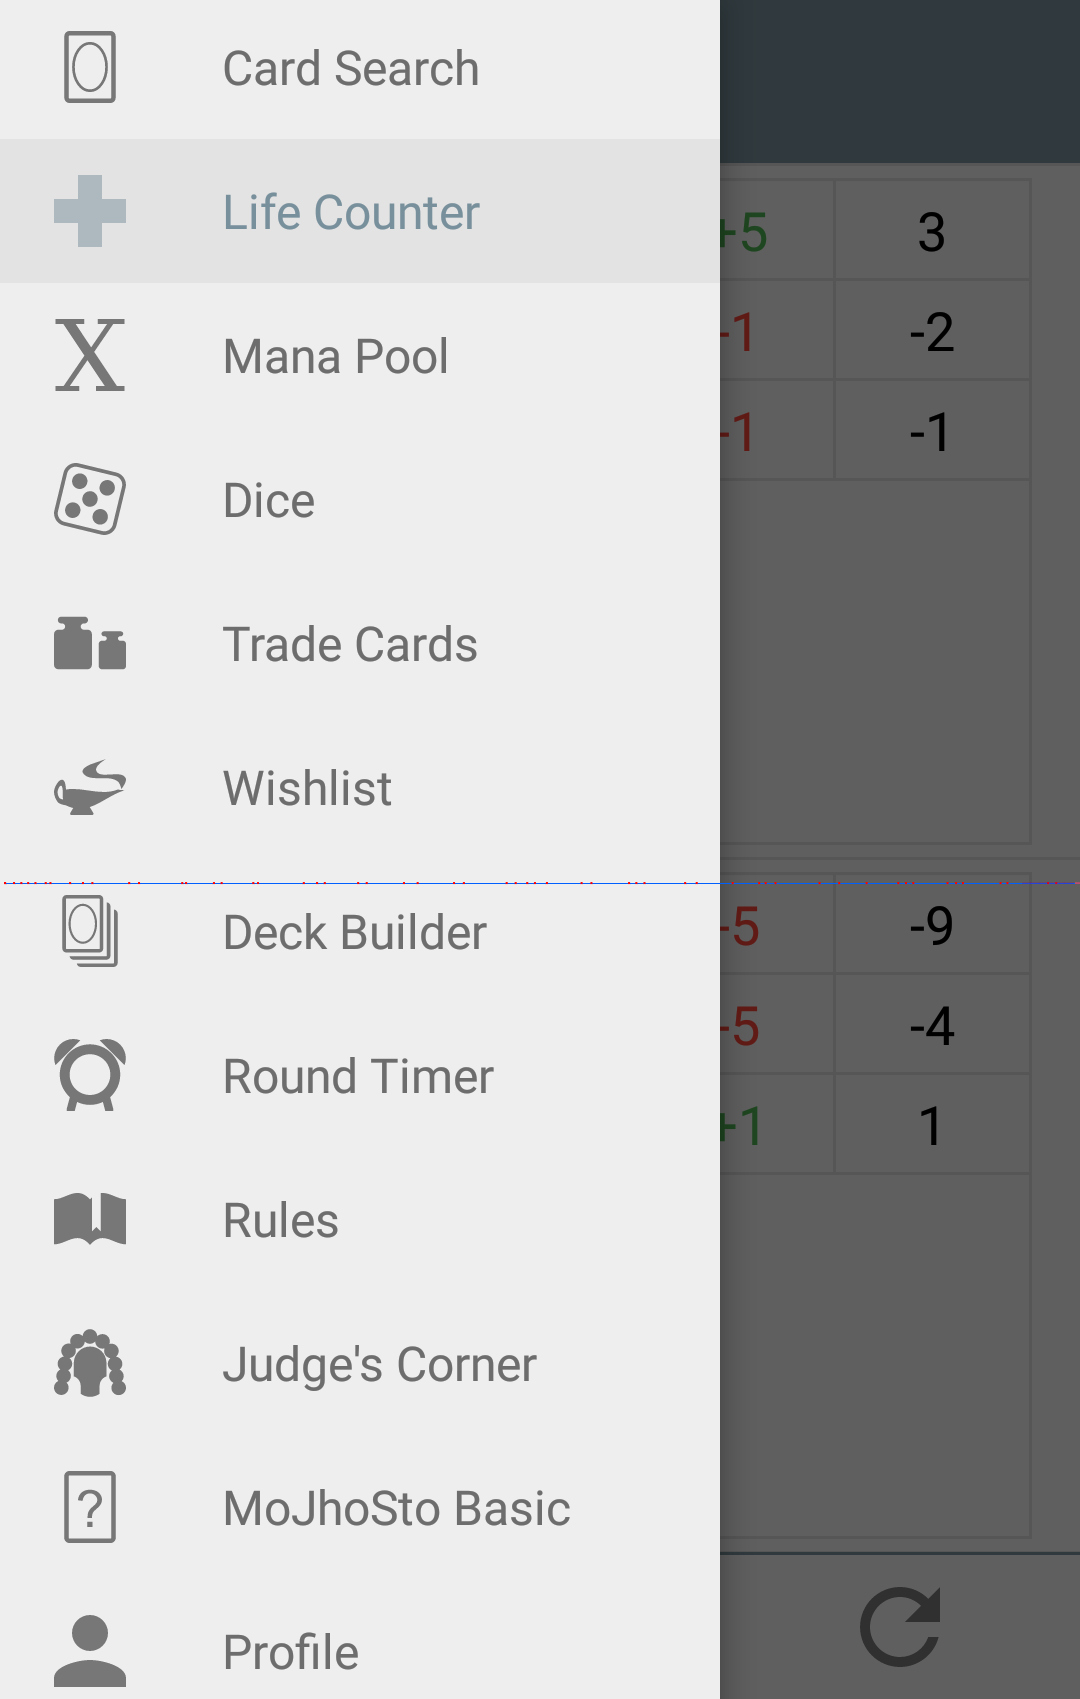 Card Search
Life Counter
X Mana Pool
Dice
Trade Cards
Wishlist
Deck Builder
Round Timer
Rules
Judge's Corner
? MoJhoSto Basic
Profile
+5 3
-1 -2
-1 -1
-5 -9
-5 -4
+1 1